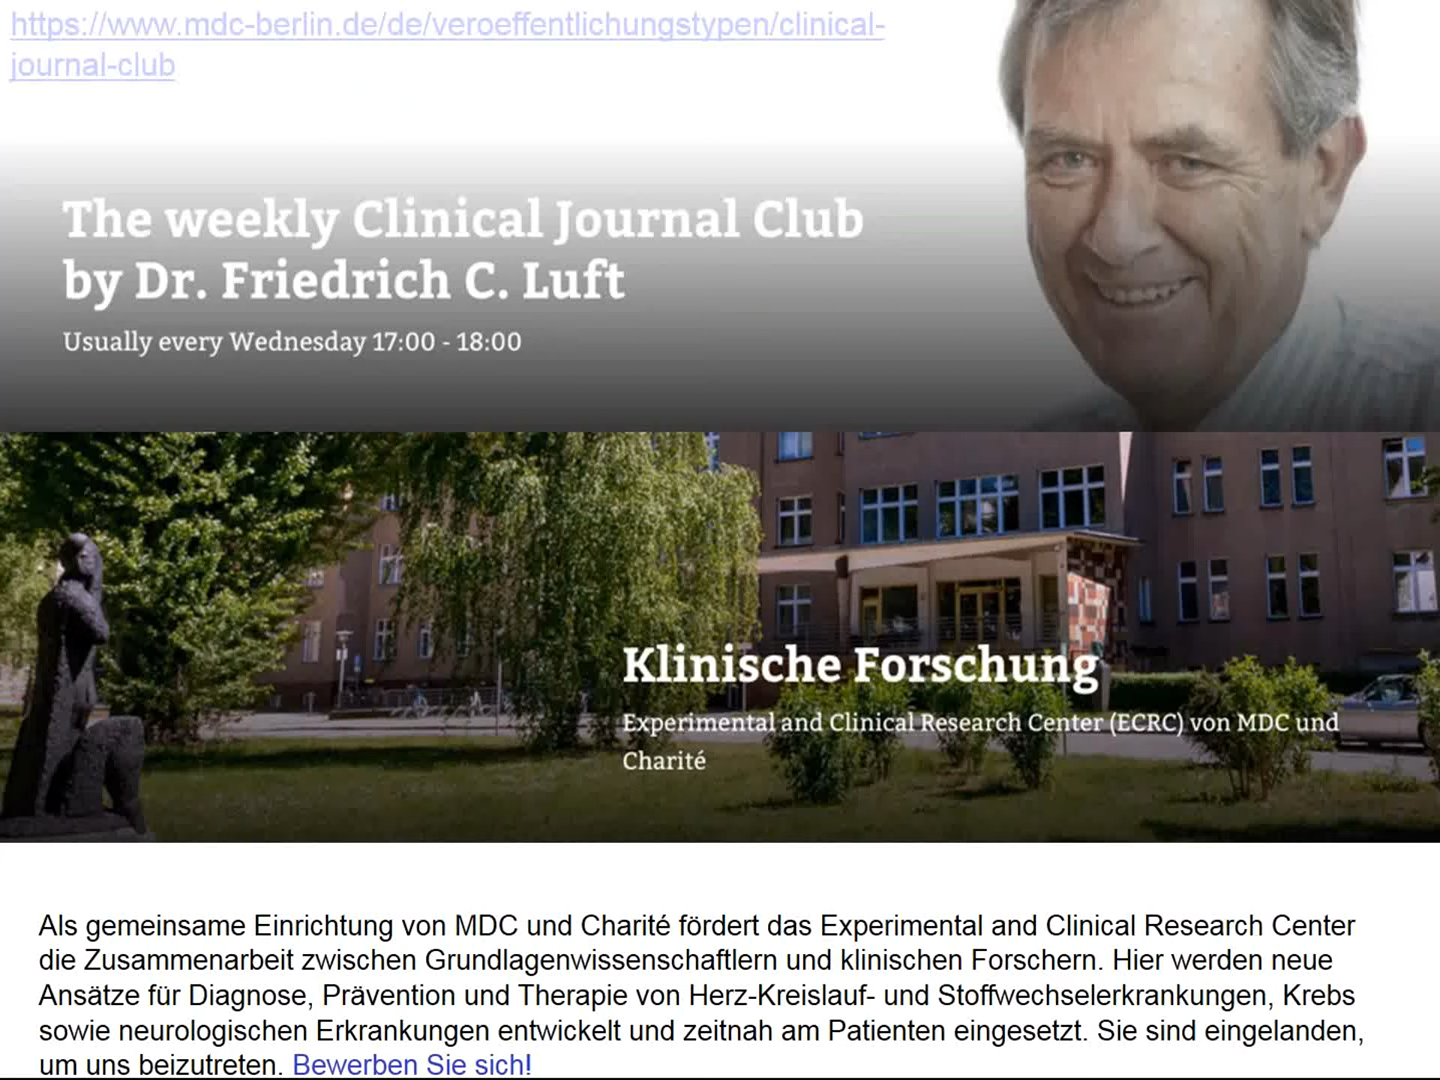 https://www.mdc-berlin.de/de/veroeffentlichungstypen/clinical-
journal-club
The weekly Clinical Journal Club
by Dr. Friedrich C. Luft
Usually every Wednesday 17:00 - 18:00
Klinische Forschung
Experimental and Clinical Research Center (ECRC) von MDC und
Charité
Als gemeinsame Einrichtung von MDC und Charité fördert das Experimental and Clinical Research Center
die Zusammenarbeit zwischen Grundlagenwissenschaftlern und klinischen Forschern. Hier werden neue
Ansätze für Diagnose, Prävention und Therapie von Herz-Kreislauf- und Stoffwechselerkrankungen, Krebs
sowie neurologischen Erkrankungen entwickelt und zeitnah am Patienten eingesetzt. Sie sind eingelanden,
um uns beizutreten. Bewerben Sie sich!